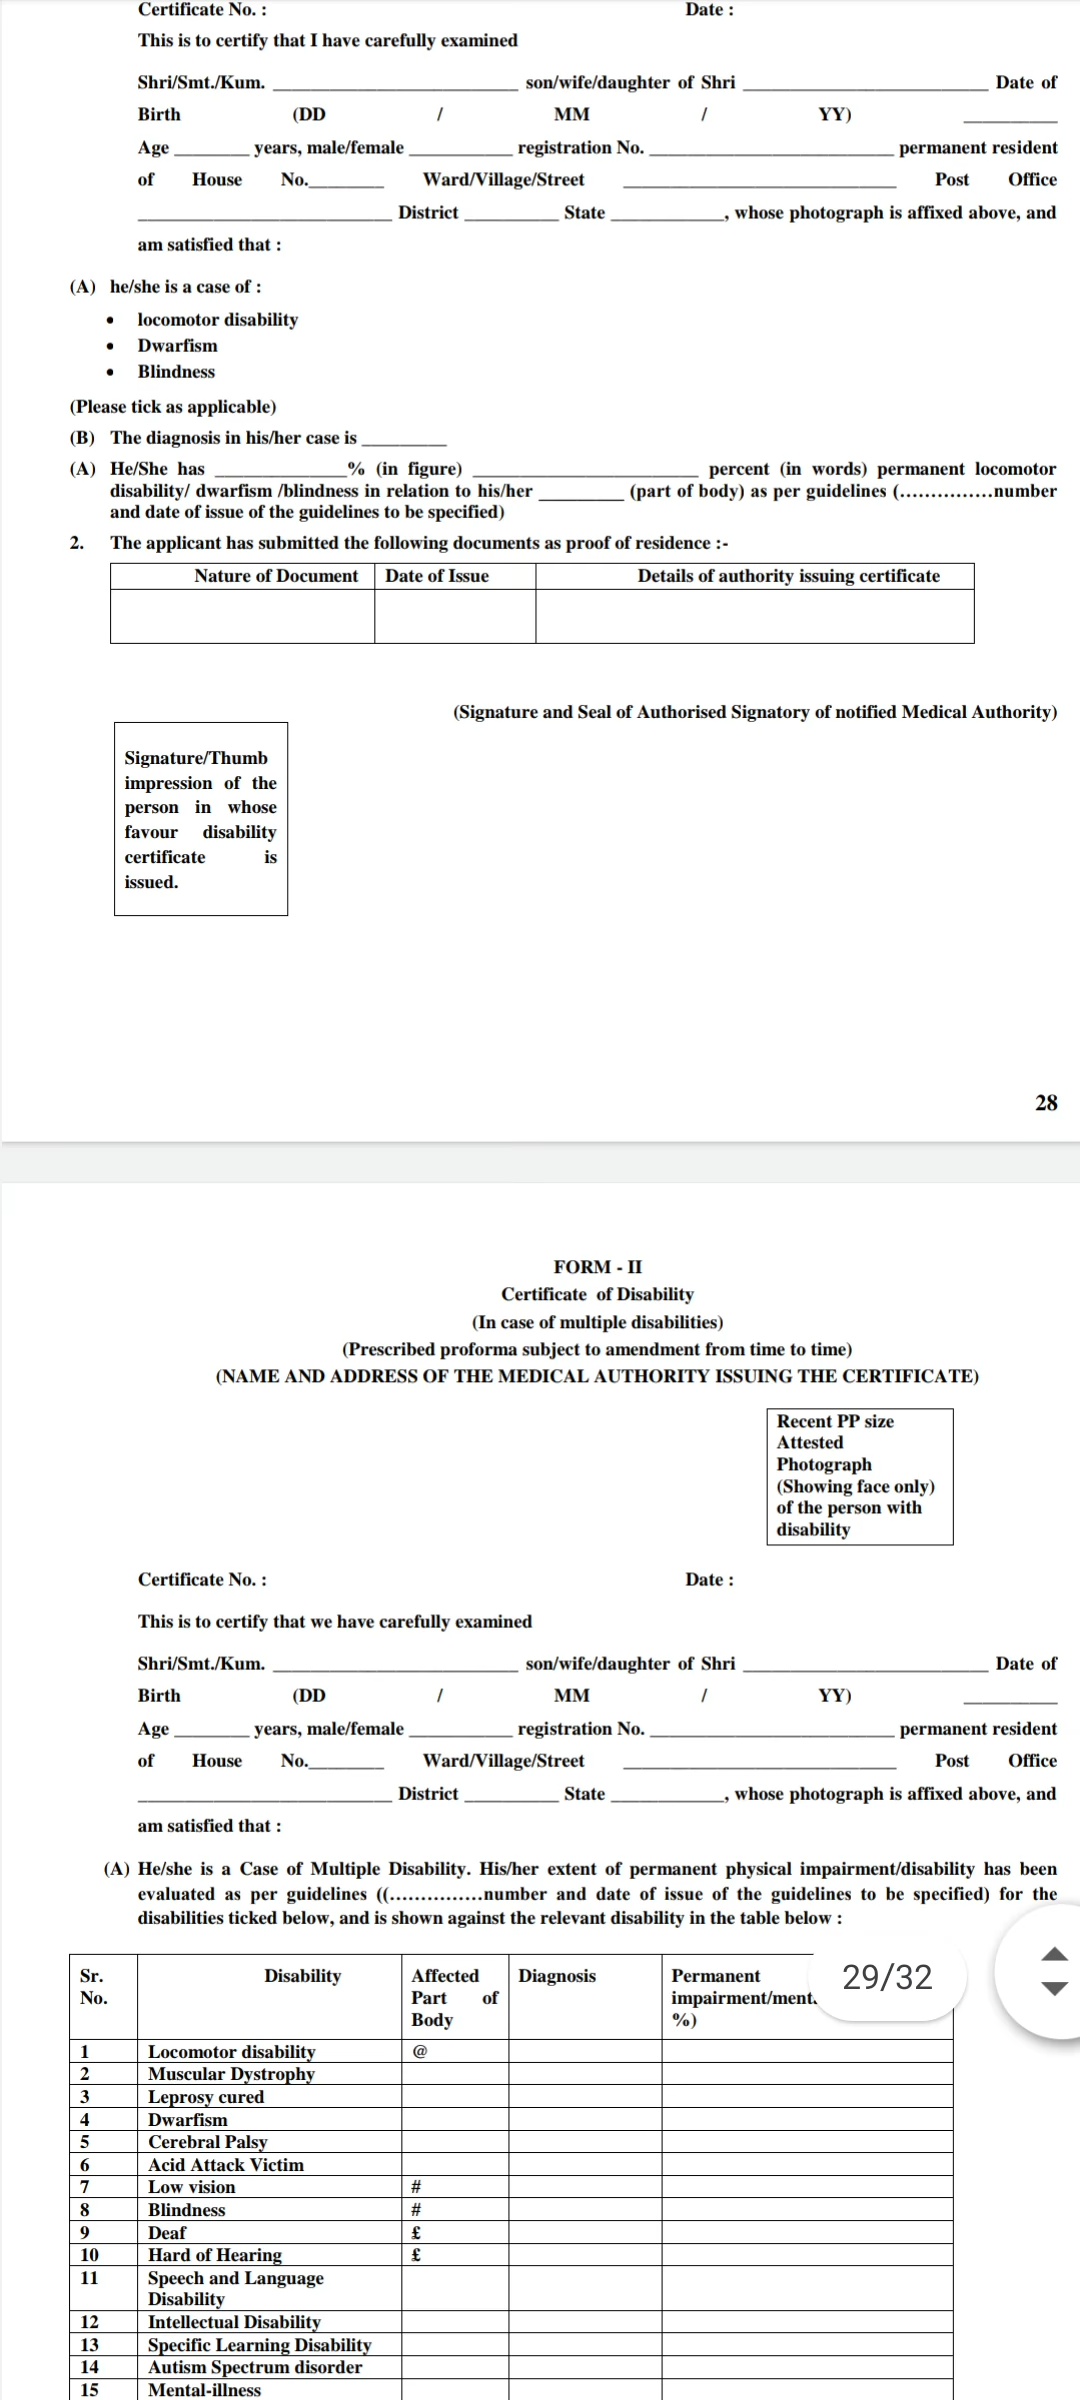 Certificate No. : Date :
This is to certify that I have carefully examined
Shri/Smt./Kum. __________________________ son/wife/daughter of Shri __________________________ Date of
Birth (DD / MM / YY) __________
Age ________ years, male/female ___________ registration No. __________________________ permanent resident
of House No.________ Ward/Village/Street _____________________________ Post Office
___________________________ District __________ State ____________, whose photograph is affixed above, and
am satisfied that :
(A) he/she is a case of :
• locomotor disability
• Dwarfism
• Blindness
(Please tick as applicable)
(B) The diagnosis in his/her case is _________
(A) He/She has ______________% (in figure) ________________________ percent (in words) permanent locomotor
disability/ dwarfism /blindness in relation to his/her _________ (part of body) as per guidelines (...............number
and date of issue of the guidelines to be specified)
2. The applicant has submitted the following documents as proof of residence :-
Nature of Document Date of Issue Details of authority issuing certificate
(Signature and Seal of Authorised Signatory of notified Medical Authority)
Signature/Thumb
impression of the
person in whose
favour disability
certificate is
issued.
28
FORM - II
Certificate of Disability
(In case of multiple disabilities)
(Prescribed proforma subject to amendment from time to time)
(NAME AND ADDRESS OF THE MEDICAL AUTHORITY ISSUING THE CERTIFICATE)
Recent PP size
Attested
Photograph
(Showing face only)
of the person with
disability
Certificate No. : Date :
This is to certify that we have carefully examined
Shri/Smt./Kum. __________________________ son/wife/daughter of Shri __________________________ Date of
Birth (DD / MM / YY) __________
Age ________ years, male/female ___________ registration No. __________________________ permanent resident
of House No.________ Ward/Village/Street _____________________________ Post Office
___________________________ District __________ State ____________, whose photograph is affixed above, and
am satisfied that :
(A) He/she is a Case of Multiple Disability. His/her extent of permanent physical impairment/disability has been
evaluated as per guidelines ((...............number and date of issue of the guidelines to be specified) for the
disabilities ticked below, and is shown against the relevant disability in the table below :
Sr. Disability Affected Diagnosis Permanent 29/32
No. Part of impairment/ment
Body %)
1 Locomotor disability @
2 Muscular Dystrophy
3 Leprosy cured
4 Dwarfism
5 Cerebral Palsy
6 Acid Attack Victim
7 Low vision #
8 Blindness #
9 Deaf £
10 Hard of Hearing £
11 Speech and Language
Disability
12 Intellectual Disability
13 Specific Learning Disability
14 Autism Spectrum disorder
15 Mental-illness